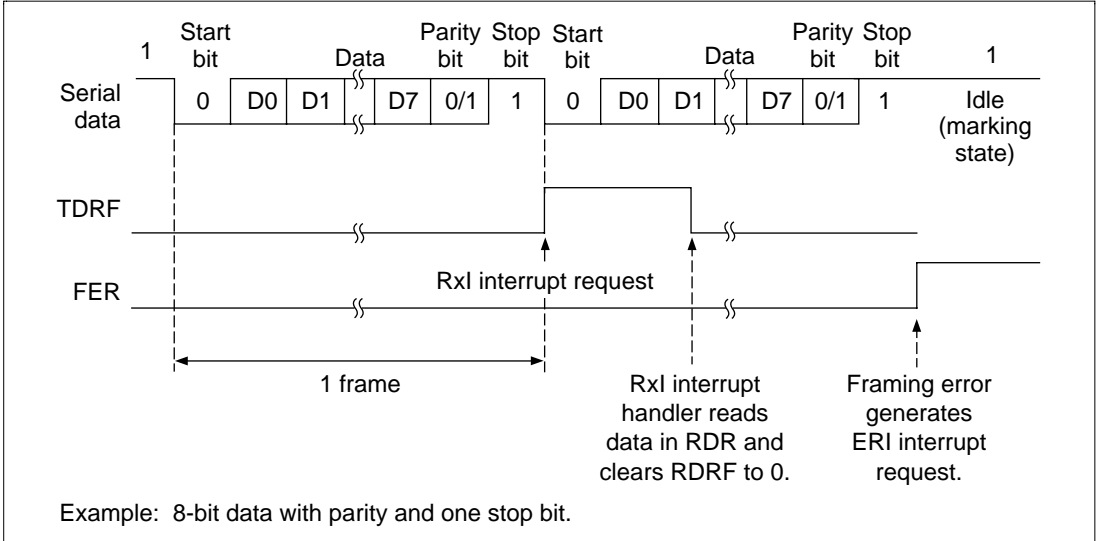 1
Start bit
Data
Parity bit
Stop bit
Start bit
Data
Parity bit
Stop bit
1
Serial data
0
D0
D1
D7
0/1
1
0
D0
D1
D7
0/1
1
Idle (marking state)
TDRF
RxI interrupt request
FER
1 frame
RxI interrupt
handler reads
data in RDR and
clears RDRF to 0.
Framing error
generates
ERI interrupt
request.
Example: 8-bit data with parity and one stop bit.